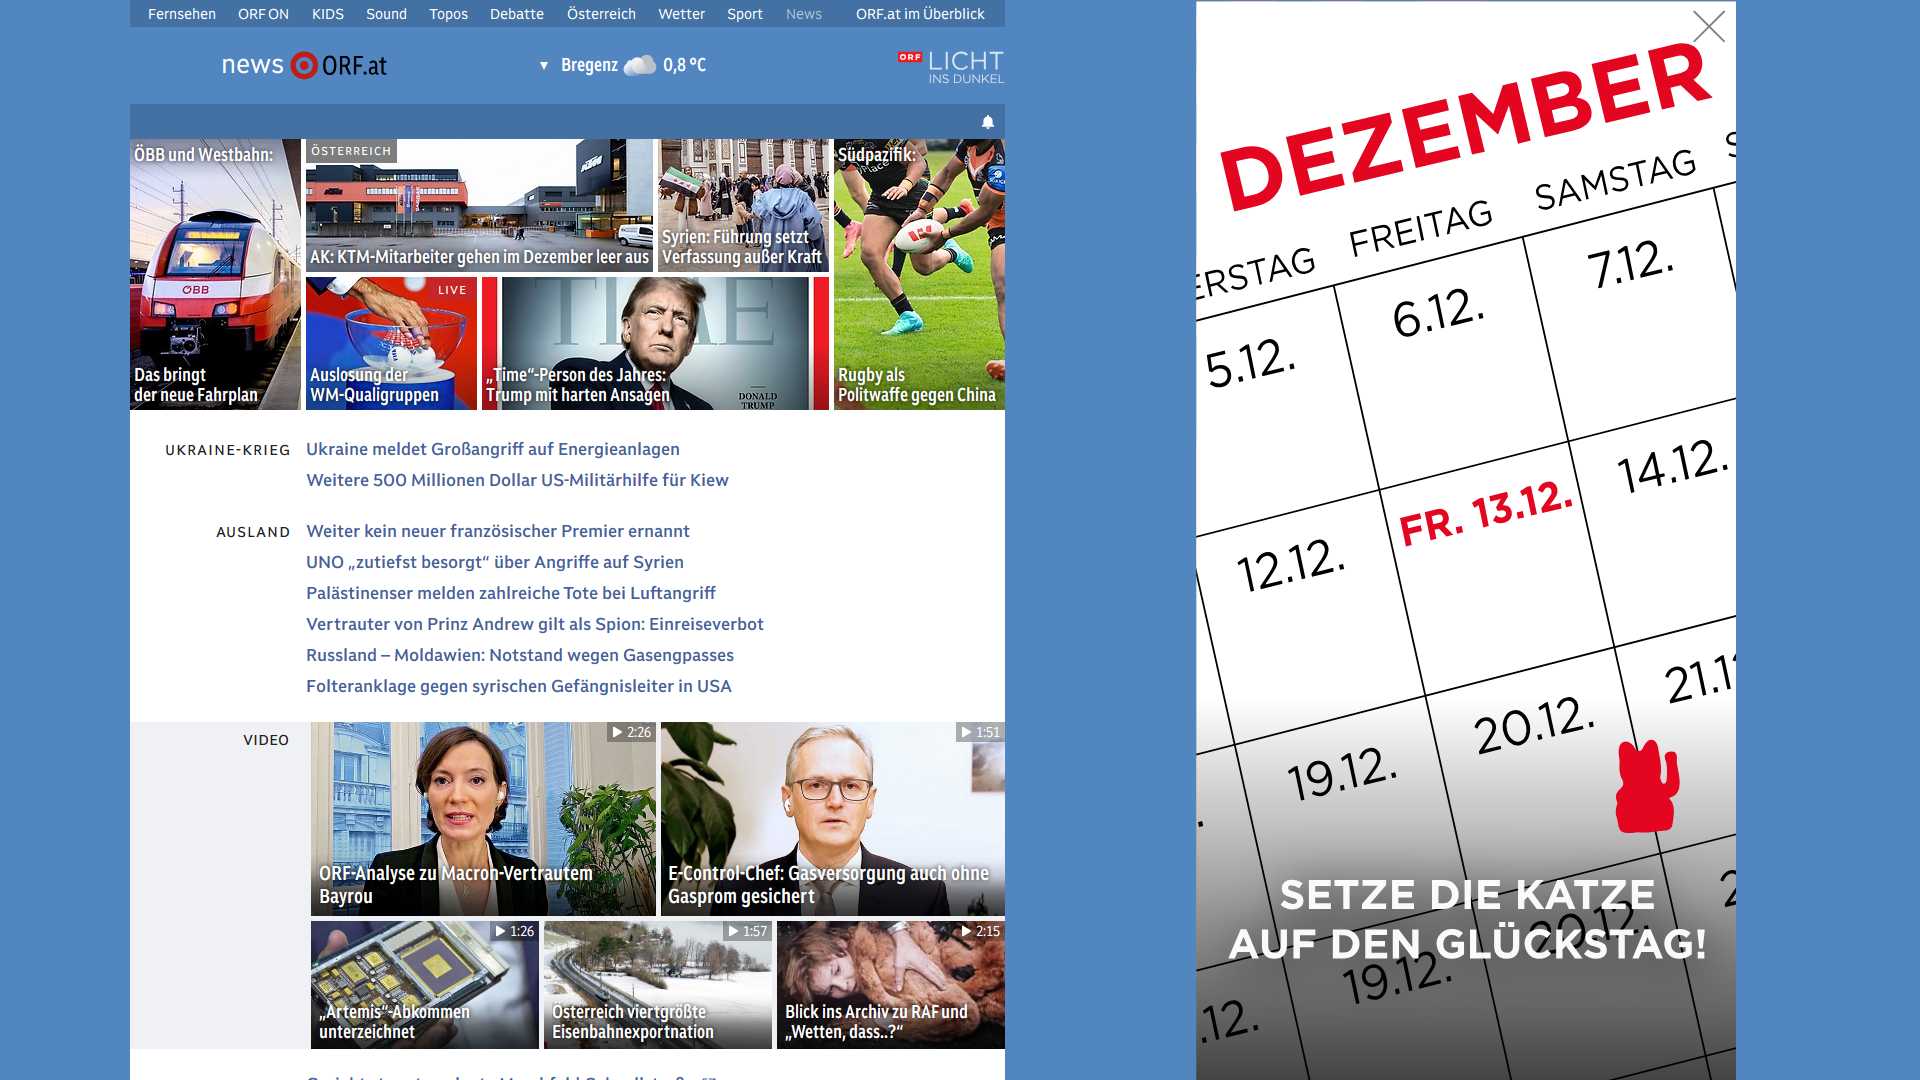 Fernsehen ORF ON KIDS Sound Topos Debatte Österreich Wetter Sport News ORF.at im Überblick
news ORF.at
Bregenz 0,8 °C
ORF LICHT
INS DUNKEL
ÖBB und Westbahn:
ÖBB
Das bringt
der neue Fahrplan
ÖSTERREICH
KTM
AK: KTM-Mitarbeiter gehen im Dezember leer aus
Syrien: Führung setzt
Verfassung außer Kraft
LIVE
Auslosung der
WM-Qualigruppen
TIME
„Time“-Person des Jahres:
Trump mit harten Ansagen
DONALD
TRUMP
Südpazifik:
Rugby als
Politwaffe gegen China
UKRAINE-KRIEG
Ukraine meldet Großangriff auf Energieanlagen
Weitere 500 Millionen Dollar US-Militärhilfe für Kiew
AUSLAND
Weiter kein neuer französischer Premier ernannt
UNO „zutiefst besorgt“ über Angriffe auf Syrien
Palästinenser melden zahlreiche Tote bei Luftangriff
Vertrauter von Prinz Andrew gilt als Spion: Einreiseverbot
Russland – Moldawien: Notstand wegen Gasengpasses
Folteranklage gegen syrischen Gefängnisleiter in USA
VIDEO
2:26
ORF-Analyse zu Macron-Vertrautem
Bayrou
1:51
E-Control-Chef: Gasversorgung auch ohne
Gasprom gesichert
1:26
„Artemis“-Abkommen
unterzeichnet
1:57
Österreich viertgrößte
Eisenbahnexportnation
2:15
Blick ins Archiv zu RAF und
„Wetten, dass..?“
DEZEMBER
ERSTAG FREITAG SAMSTAG S
5.12. 6.12. 7.12.
12.12. FR. 13.12. 14.12.
19.12. 20.12. 21.12
.12. 19.12. 20.12. 2
SETZE DIE KATZE
AUF DEN GLÜCKSTAG!